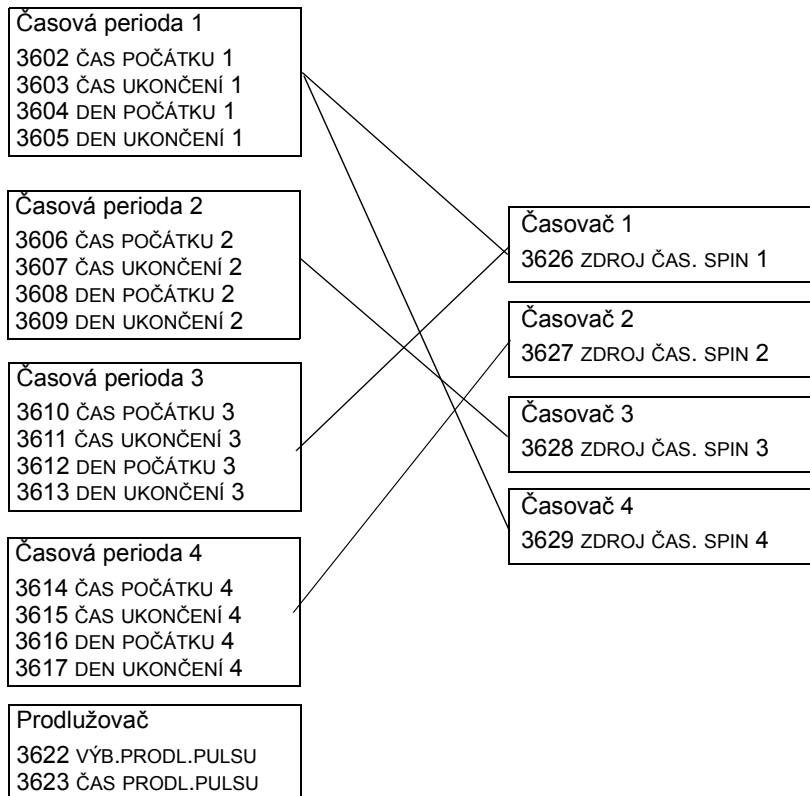 Časová perioda 1
3602 ČAS POČÁTKU 1
3603 ČAS UKONČENÍ 1
3604 DEN POČÁTKU 1
3605 DEN UKONČENÍ 1
Časová perioda 2
3606 ČAS POČÁTKU 2
3607 ČAS UKONČENÍ 2
3608 DEN POČÁTKU 2
3609 DEN UKONČENÍ 2
Časová perioda 3
3610 ČAS POČÁTKU 3
3611 ČAS UKONČENÍ 3
3612 DEN POČÁTKU 3
3613 DEN UKONČENÍ 3
Časová perioda 4
3614 ČAS POČÁTKU 4
3615 ČAS UKONČENÍ 4
3616 DEN POČÁTKU 4
3617 DEN UKONČENÍ 4
Prodlužovač
3622 VÝB.PRODL.PULSU
3623 ČAS PRODL.PULSU
Časovač 1
3626 ZDROJ ČAS. SPIN 1
Časovač 2
3627 ZDROJ ČAS. SPIN 2
Časovač 3
3628 ZDROJ ČAS. SPIN 3
Časovač 4
3629 ZDROJ ČAS. SPIN 4